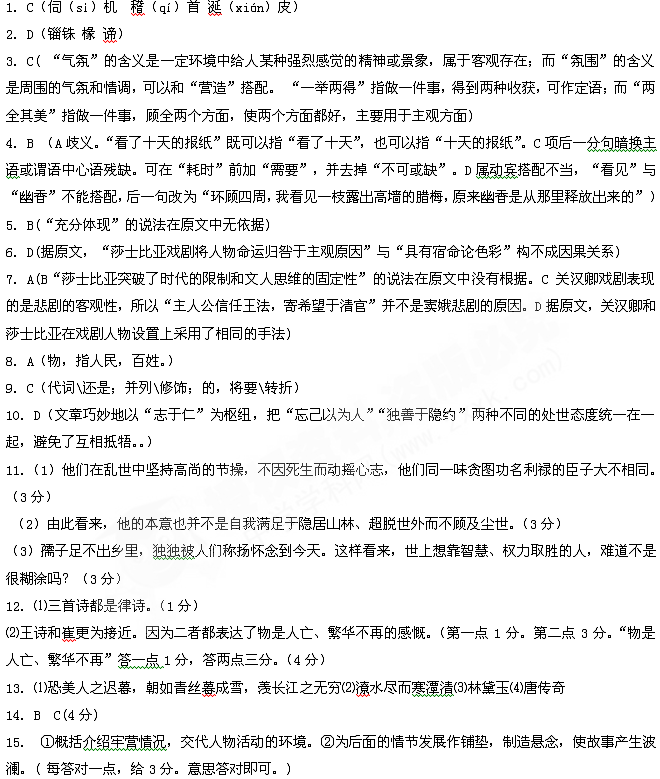 1. C（伺（si）机  稽（qí）首 涎（xián）皮）
2. D（锱铢 椽 谛）
3. C( “气氛”的含义是一定环境中给人某种强烈感觉的精神或景象，属于客观存在；而“氛围”的含义
是周围的气氛和情调，可以和“营造”搭配。 “一举两得”指做一件事，得到两种收获，可作定语；而“两
全其美”指做一件事，顾全两个方面，使两个方面都好，主要用于主观方面)
4. B （A歧义。“看了十天的报纸”既可以指“看了十天”，也可以指“十天的报纸”。C项后一分句暗换主
语或谓语中心语残缺。可在“耗时”前加“需要”，并去掉“不可或缺”。D属动宾搭配不当，“看见”与
“幽香”不能搭配，后一句改为“环顾四周，我看见一枝露出高墙的腊梅，原来幽香是从那里释放出来的”）
5. B(“充分体现”的说法在原文中无依据)
6. D(据原文，“莎士比亚戏剧将人物命运归咎于主观原因”与“具有宿命论色彩”构不成因果关系)
7. A(B“莎士比亚突破了时代的限制和文人思维的固定性”的说法在原文中没有根据。C 关汉卿戏剧表现
的是悲剧的客观性，所以“主人公信任王法，寄希望于清官”并不是窦娥悲剧的原因。D据原文，关汉卿和
莎士比亚在戏剧人物设置上采用了相同的手法)
8. A（物，指人民，百姓。）
9. C（代词\还是；并列\修饰；的，将要\转折）
10. D（文章巧妙地以“志于仁”为枢纽，把“忘己以为人”“独善于隐约”两种不同的处世态度统一在一
起，避免了互相抵牾。。）
11.（1）他们在乱世中坚持高尚的节操，不因死生而动摇心志，他们同一味贪图功名利禄的臣子大不相同。
（3分）
（2）由此看来，他的本意也并不是自我满足于隐居山林、超脱世外而不顾及尘世。（3分）
（3）孺子足不出乡里，独独被人们称扬怀念到今天。这样看来，世上想靠智慧、权力取胜的人，难道不是
很糊涂吗？（3分）
12. ⑴三首诗都是律诗。（1分）
⑵王诗和崔更为接近。因为二者都表达了物是人亡、繁华不再的感慨。（第一点1分。第二点3分。“物是
人亡、繁华不再”答一点1分，答两点三分。（4分）
13. ⑴恐美人之迟暮，朝如青丝暮成雪，羡长江之无穷⑵潦水尽而寒潭清⑶林黛玉⑷唐传奇
14. B C(4分)
15.  ①概括介绍牢营情况，交代人物活动的环境。②为后面的情节发展作铺垫，制造悬念，使故事产生波
澜。（每答对一点，给3分。意思答对即可。）